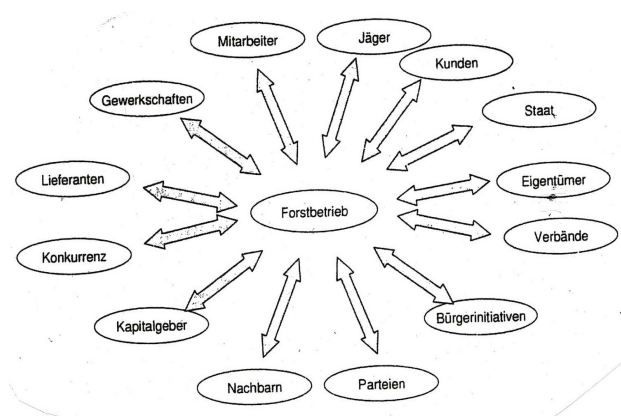 Mitarbeiter
Jäger
Kunden
Gewerkschaften
Staat
Lieferanten
Eigentümer
Forstbetrieb
Verbände
Konkurrenz
Kapitalgeber
Bürgerinitiativen
Nachbarn
Parteien